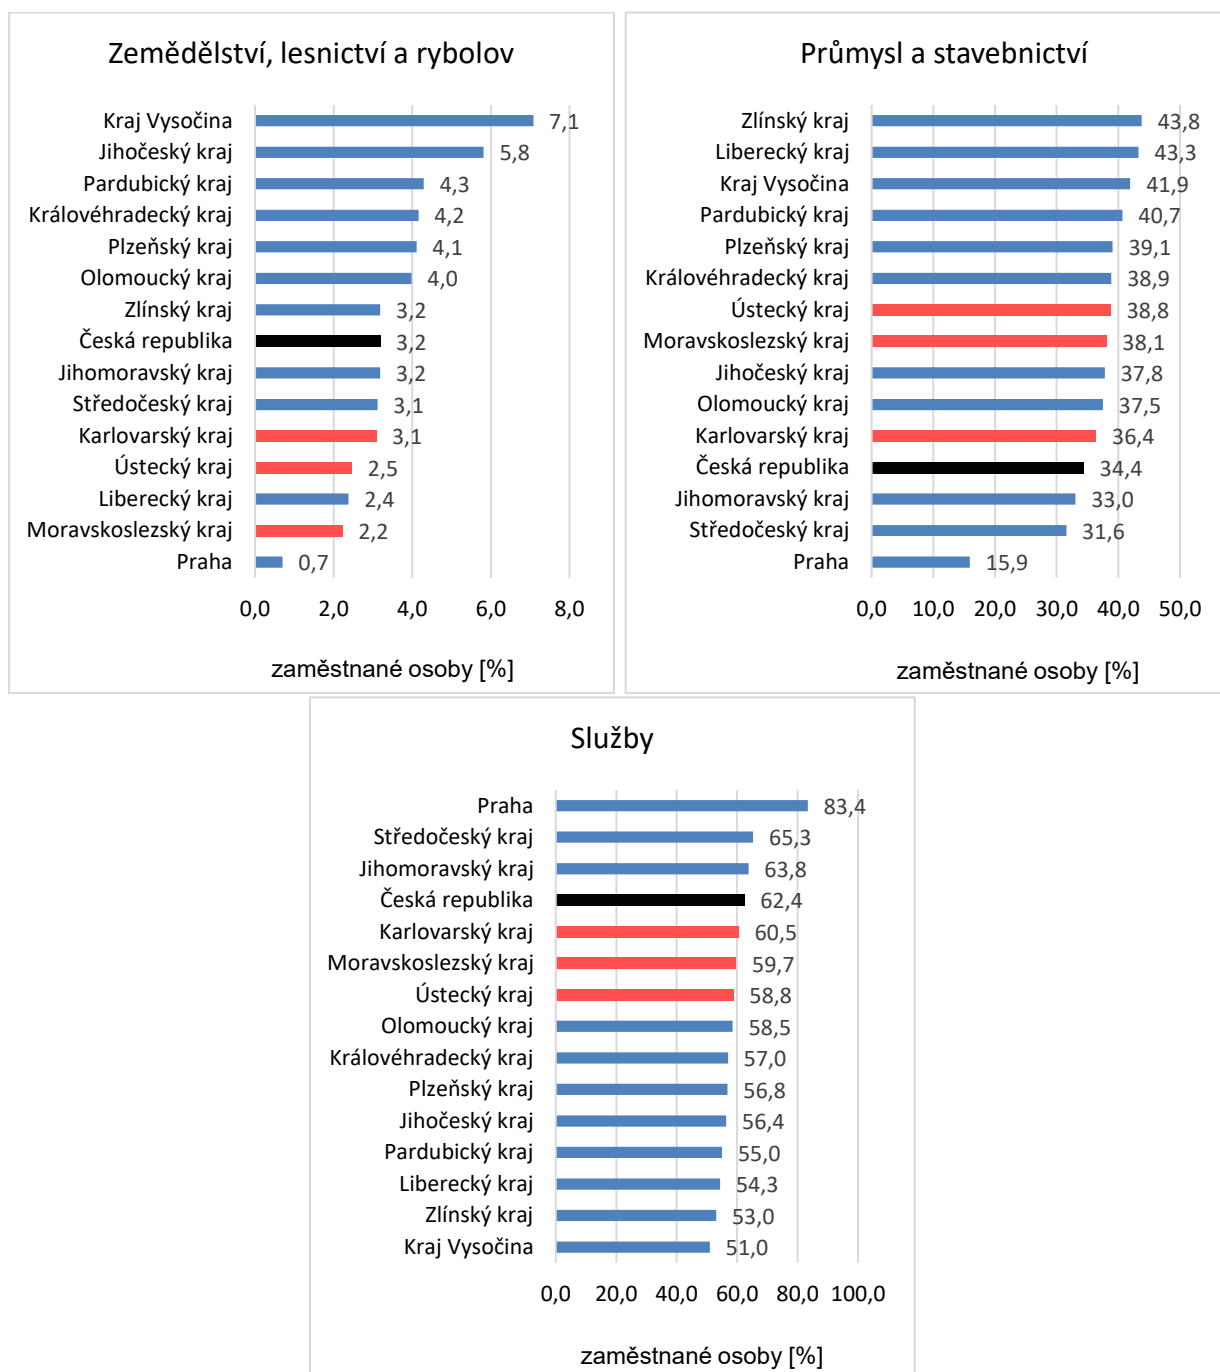 Zemědělství, lesnictví a rybolov
Kraj Vysočina 7,1
Jihočeský kraj 5,8
Pardubický kraj 4,3
Královéhradecký kraj 4,2
Plzeňský kraj 4,1
Olomoucký kraj 4,0
Zlínský kraj 3,2
Česká republika 3,2
Jihomoravský kraj 3,2
Středočeský kraj 3,1
Karlovarský kraj 3,1
Ústecký kraj 2,5
Liberecký kraj 2,4
Moravskoslezský kraj 2,2
Praha 0,7
0,0 2,0 4,0 6,0 8,0
zaměstnané osoby [%]
Průmysl a stavebnictví
Zlínský kraj 43,8
Liberecký kraj 43,3
Kraj Vysočina 41,9
Pardubický kraj 40,7
Plzeňský kraj 39,1
Královéhradecký kraj 38,9
Ústecký kraj 38,8
Moravskoslezský kraj 38,1
Jihočeský kraj 37,8
Olomoucký kraj 37,5
Karlovarský kraj 36,4
Česká republika 34,4
Jihomoravský kraj 33,0
Středočeský kraj 31,6
Praha 15,9
0,0 10,0 20,0 30,0 40,0 50,0
zaměstnané osoby [%]
Služby
Praha 83,4
Středočeský kraj 65,3
Jihomoravský kraj 63,8
Česká republika 62,4
Karlovarský kraj 60,5
Moravskoslezský kraj 59,7
Ústecký kraj 58,8
Olomoucký kraj 58,5
Královéhradecký kraj 57,0
Plzeňský kraj 56,8
Jihočeský kraj 56,4
Pardubický kraj 55,0
Liberecký kraj 54,3
Zlínský kraj 53,0
Kraj Vysočina 51,0
0,0 20,0 40,0 60,0 80,0 100,0
zaměstnané osoby [%]